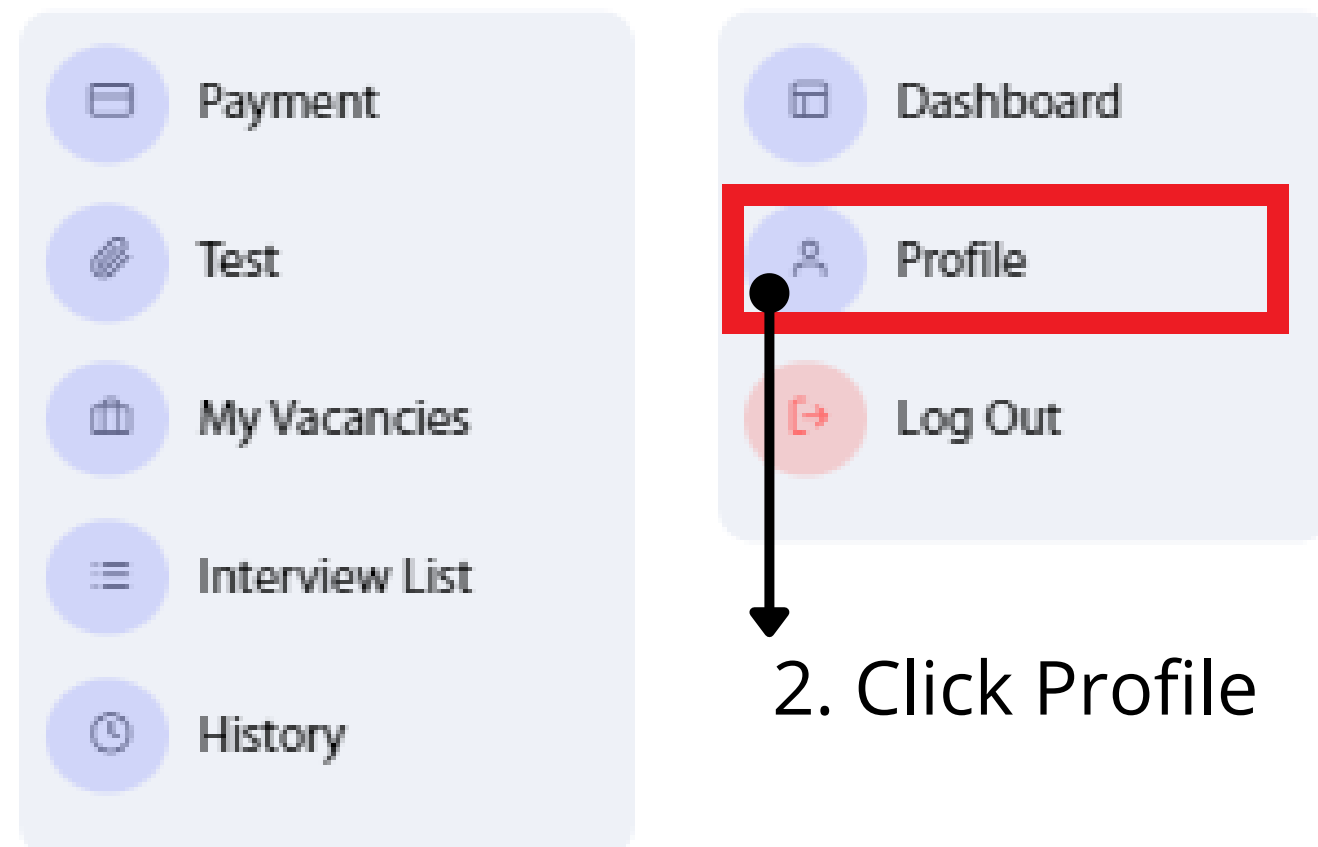 Payment
Test
My Vacancies
Interview List
History
Dashboard
Profile
Log Out
2. Click Profile